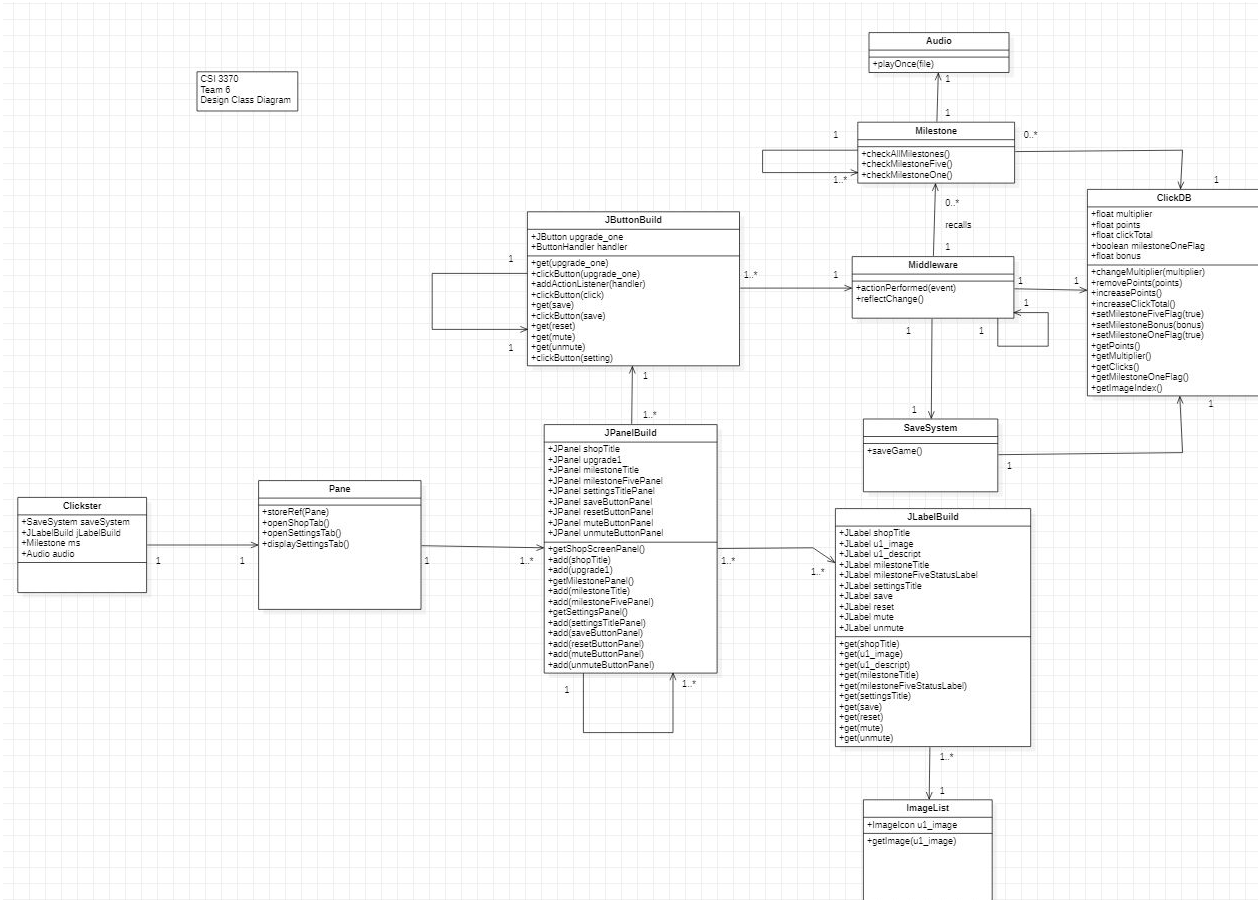 CSI 3370
Team 6
Design Class Diagram
Audio
+playOnce(file)
1
1
Milestone
+checkAllMilestones()
+checkMilestoneFive()
+checkMilestoneOne()
1
1..*
0..*
1
0..*
recalls
1
ClickDB
+float multiplier
+float points
+float clickTotal
+boolean milestoneOneFlag
+float bonus
+changeMultiplier(multiplier)
+removePoints(points)
+increasePoints()
+increaseClickTotal()
+setMilestoneFiveFlag(true)
+setMilestoneBonus(bonus)
+setMilestoneOneFlag(true)
+getPoints()
+getMultiplier()
+getClicks()
+getMilestoneOneFlag()
+getImageIndex()
JButtonBuild
+JButton upgrade_one
+ButtonHandler handler
+get(upgrade_one)
+clickButton(upgrade_one)
+addActionListener(handler)
+clickButton(click)
+get(save)
+clickButton(save)
+get(reset)
+get(mute)
+get(unmute)
+clickButton(setting)
1
1
1..*
1
Middleware
+actionPerformed(event)
+reflectChange()
1
1
1
1
1
1
SaveSystem
+saveGame()
1
1
1
1..*
JPanelBuild
+JPanel shopTitle
+JPanel upgrade1
+JPanel milestoneTitle
+JPanel milestoneFivePanel
+JPanel settingsTitlePanel
+JPanel saveButtonPanel
+JPanel resetButtonPanel
+JPanel muteButtonPanel
+JPanel unmuteButtonPanel
+getShopScreenPanel()
+add(shopTitle)
+add(upgrade1)
+getMilestonePanel()
+add(milestoneTitle)
+add(milestoneFivePanel)
+getSettingsPanel()
+add(settingsTitlePanel)
+add(saveButtonPanel)
+add(resetButtonPanel)
+add(muteButtonPanel)
+add(unmuteButtonPanel)
1
1..*
Clickster
+SaveSystem saveSystem
+JLabelBuild jLabelBuild
+Milestone ms
+Audio audio
1
1
Pane
+storeRef(Pane)
+openShopTab()
+openSettingsTab()
+displaySettingsTab()
1
1..*
1..*
1..*
JLabelBuild
+JLabel shopTitle
+JLabel u1_image
+JLabel u1_descript
+JLabel milestoneTitle
+JLabel milestoneFiveStatusLabel
+JLabel settingsTitle
+JLabel save
+JLabel reset
+JLabel mute
+JLabel unmute
+get(shopTitle)
+get(u1_image)
+get(u1_descript)
+get(milestoneTitle)
+get(milestoneFiveStatusLabel)
+get(settingsTitle)
+get(save)
+get(reset)
+get(mute)
+get(unmute)
1..*
1
ImageList
+ImageIcon u1_image
+getImage(u1_image)